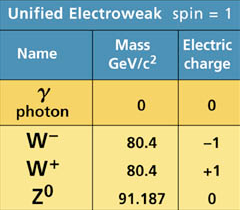 Unified Electroweak spin = 1
Name Mass GeV/c² Electric charge
γ photon 0 0
W⁻ 80.4 –1
W⁺ 80.4 +1
Z⁰ 91.187 0